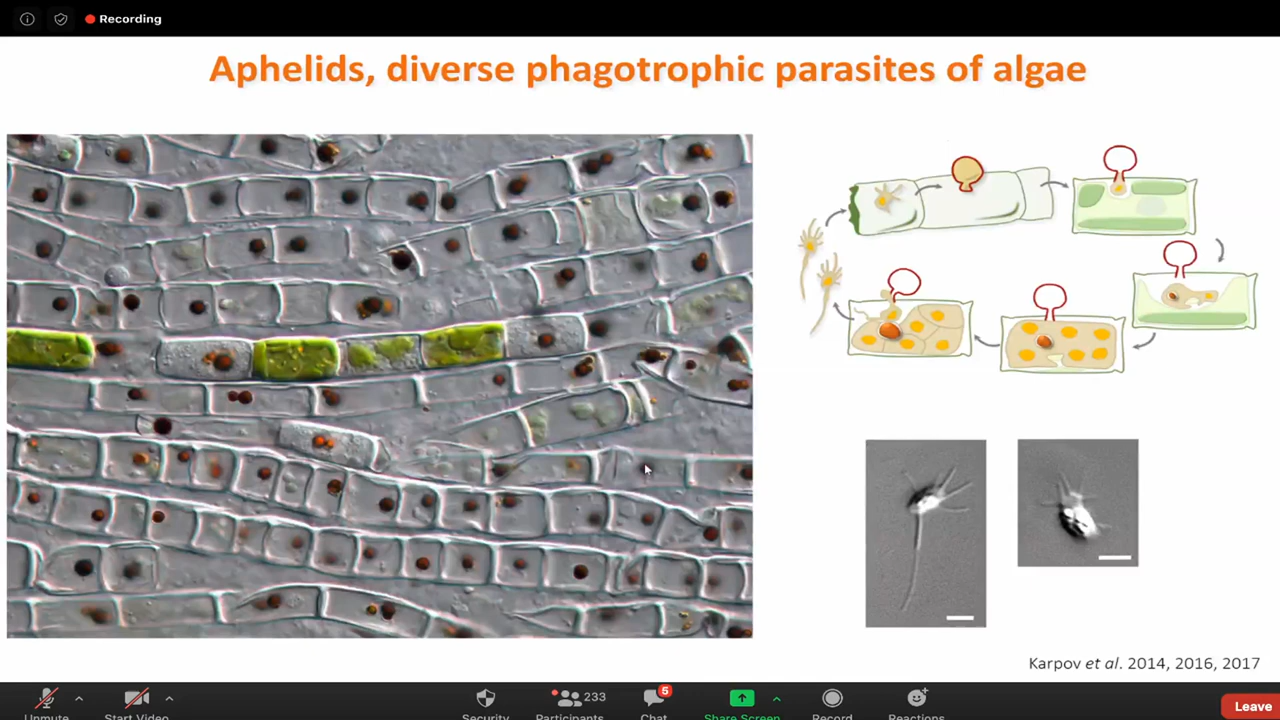 Recording
Aphelids, diverse phagotrophic parasites of algae
Karpov et al. 2014, 2016, 2017
Unmute
Start Video
Security
233
Participants
5
Chat
Share Screen
Record
Reactions
Leave